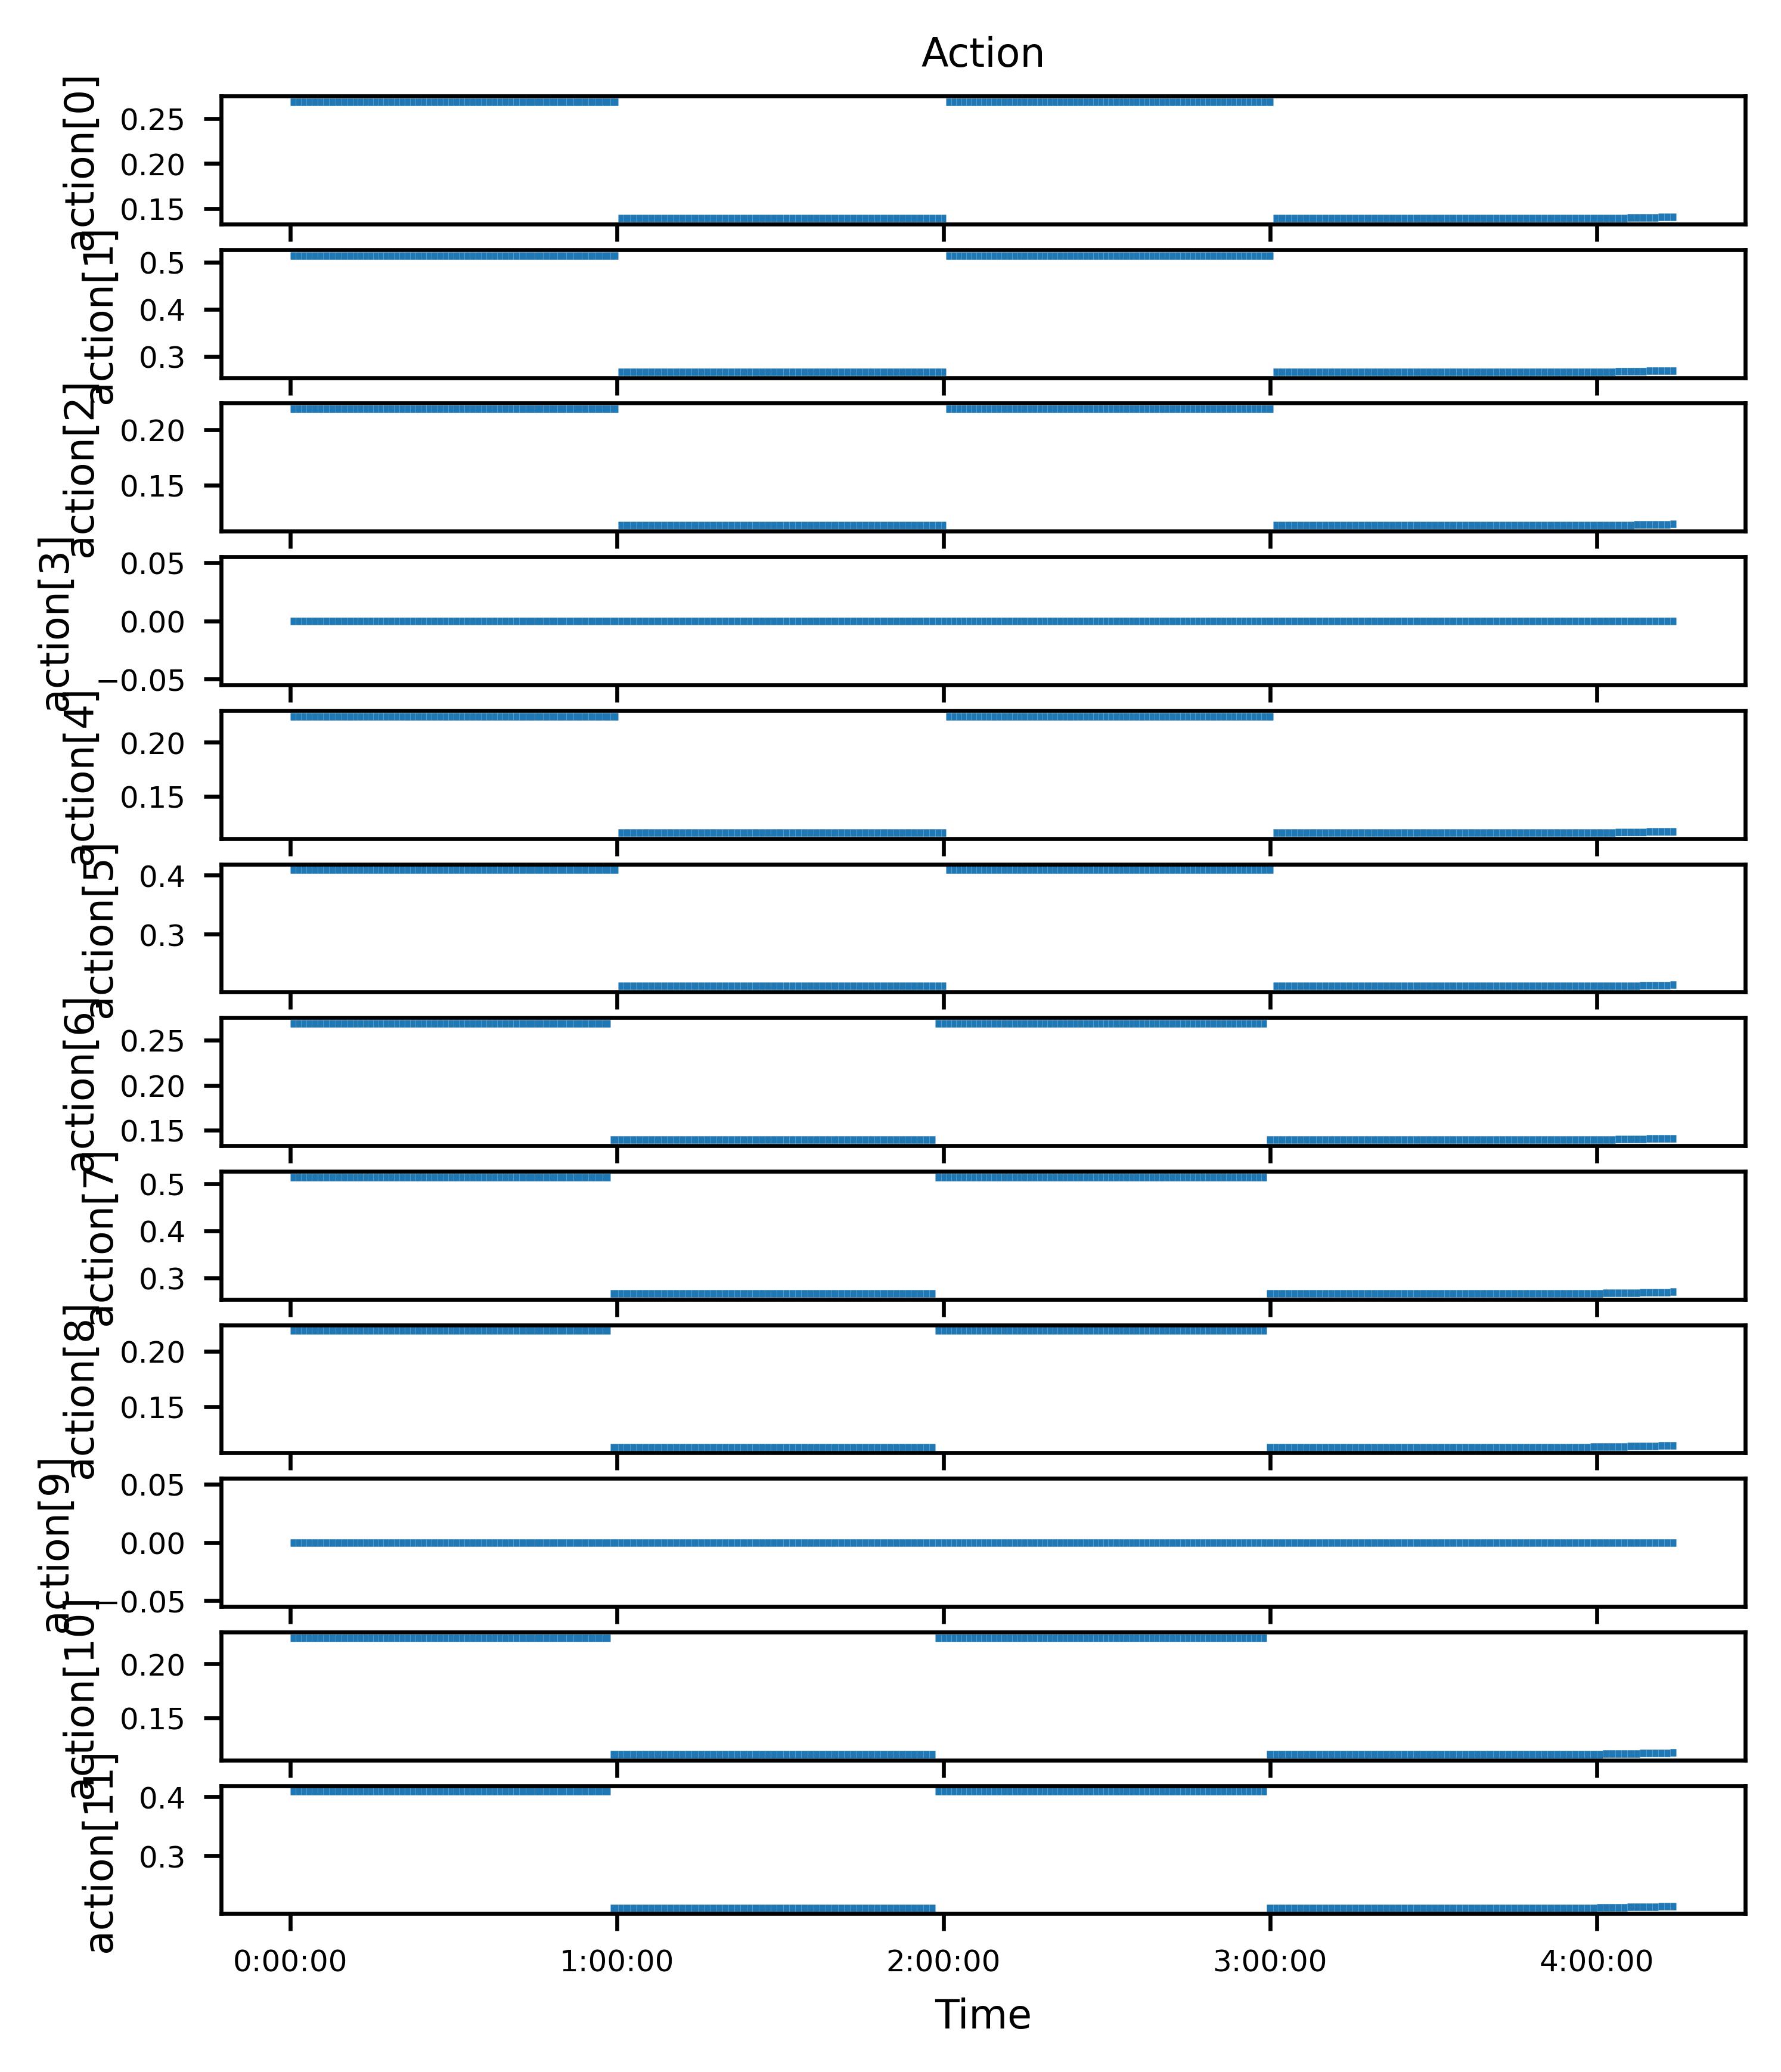 Action
action[0]
0.25
0.20
0.15
action[1]
0.5
0.4
0.3
action[2]
0.20
0.15
action[3]
0.05
0.00
−0.05
action[4]
0.20
0.15
action[5]
0.4
0.3
action[6]
0.25
0.20
0.15
action[7]
0.5
0.4
0.3
action[8]
0.20
0.15
action[9]
0.05
0.00
−0.05
action[10]
0.20
0.15
action[11]
0.4
0.3
0:00:00 1:00:00 2:00:00 3:00:00 4:00:00
Time